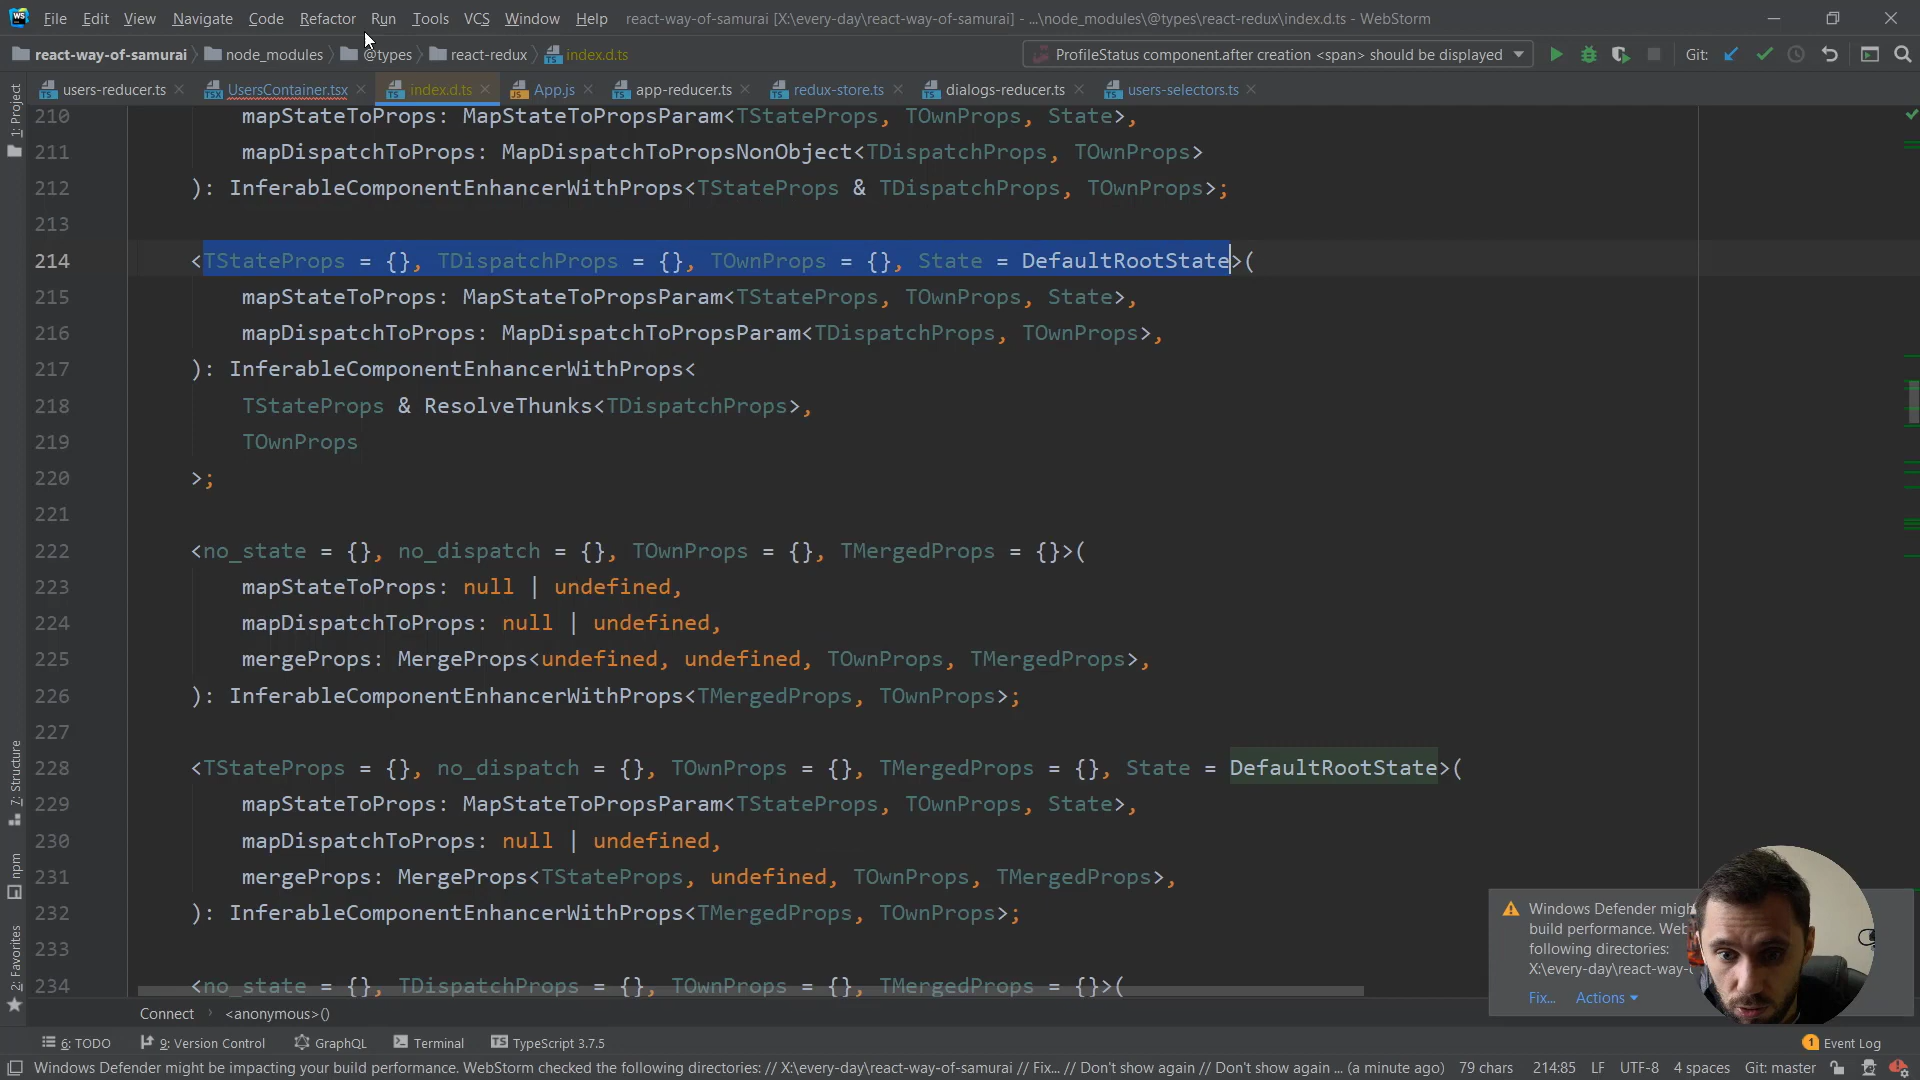 File Edit View Navigate Code Refactor Run Tools VCS Window Help react-way-of-samurai [X:\every-day\react-way-of-samurai] - ...\node_modules\@types\react-redux\index.d.ts - WebStorm
react-way-of-samurai node_modules @types react-redux index.d.ts ProfileStatus component.after creation <span> should be displayed Git:
users-reducer.ts UsersContainer.tsx index.d.ts App.js app-reducer.ts redux-store.ts dialogs-reducer.ts users-selectors.ts
1: Project
7: Structure
npm
2: Favorites
210 mapStateToProps: MapStateToPropsParam<TStateProps, TOwnProps, State>,
211 mapDispatchToProps: MapDispatchToPropsNonObject<TDispatchProps, TOwnProps>
212 ): InferableComponentEnhancerWithProps<TStateProps & TDispatchProps, TOwnProps>;
213
214 <TStateProps = {}, TDispatchProps = {}, TOwnProps = {}, State = DefaultRootState>(
215 mapStateToProps: MapStateToPropsParam<TStateProps, TOwnProps, State>,
216 mapDispatchToProps: MapDispatchToPropsParam<TDispatchProps, TOwnProps>,
217 ): InferableComponentEnhancerWithProps<
218 TStateProps & ResolveThunks<TDispatchProps>,
219 TOwnProps
220 >;
221
222 <no_state = {}, no_dispatch = {}, TOwnProps = {}, TMergedProps = {}>(
223 mapStateToProps: null | undefined,
224 mapDispatchToProps: null | undefined,
225 mergeProps: MergeProps<undefined, undefined, TOwnProps, TMergedProps>,
226 ): InferableComponentEnhancerWithProps<TMergedProps, TOwnProps>;
227
228 <TStateProps = {}, no_dispatch = {}, TOwnProps = {}, TMergedProps = {}, State = DefaultRootState>(
229 mapStateToProps: MapStateToPropsParam<TStateProps, TOwnProps, State>,
230 mapDispatchToProps: null | undefined,
231 mergeProps: MergeProps<TStateProps, undefined, TOwnProps, TMergedProps>,
232 ): InferableComponentEnhancerWithProps<TMergedProps, TOwnProps>;
233
234 <no_state = {}, TDispatchProps = {}, TOwnProps = {}, TMergedProps = {}>(
Windows Defender
build performance.
following directories:
X:\every-day\react-way-
Fix... Actions
Connect <anonymous>()
6: TODO 9: Version Control GraphQL Terminal TypeScript 3.7.5 1 Event Log
Windows Defender might be impacting your build performance. WebStorm checked the following directories: // X:\every-day\react-way-of-samurai // Fix... // Don't show again // Don't show again ... (a minute ago) 79 chars 214:85 LF UTF-8 4 spaces Git: master